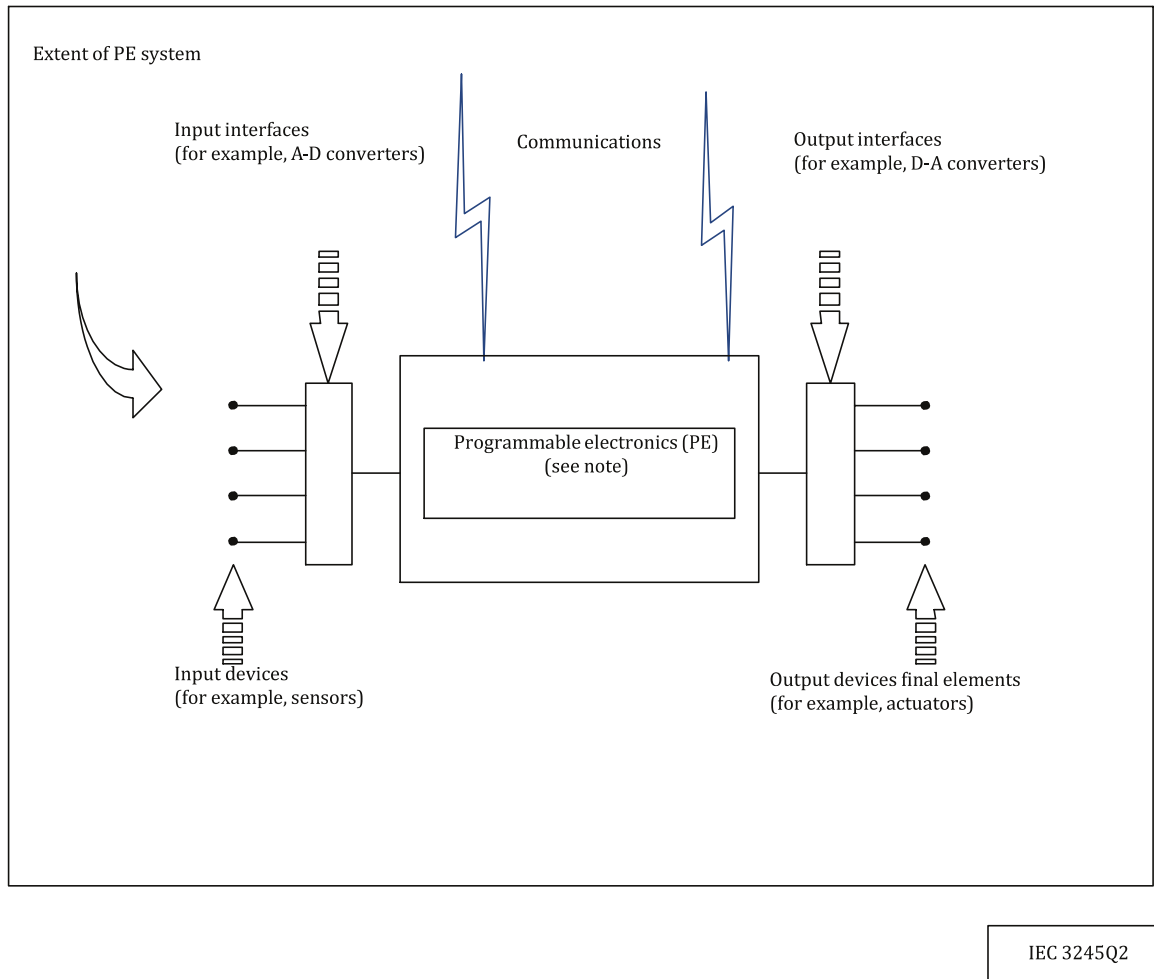 Extent of PE system
Input interfaces
(for example, A-D converters)
Communications
Output interfaces
(for example, D-A converters)
Programmable electronics (PE)
(see note)
Input devices
(for example, sensors)
Output devices final elements
(for example, actuators)
IEC 3245Q2